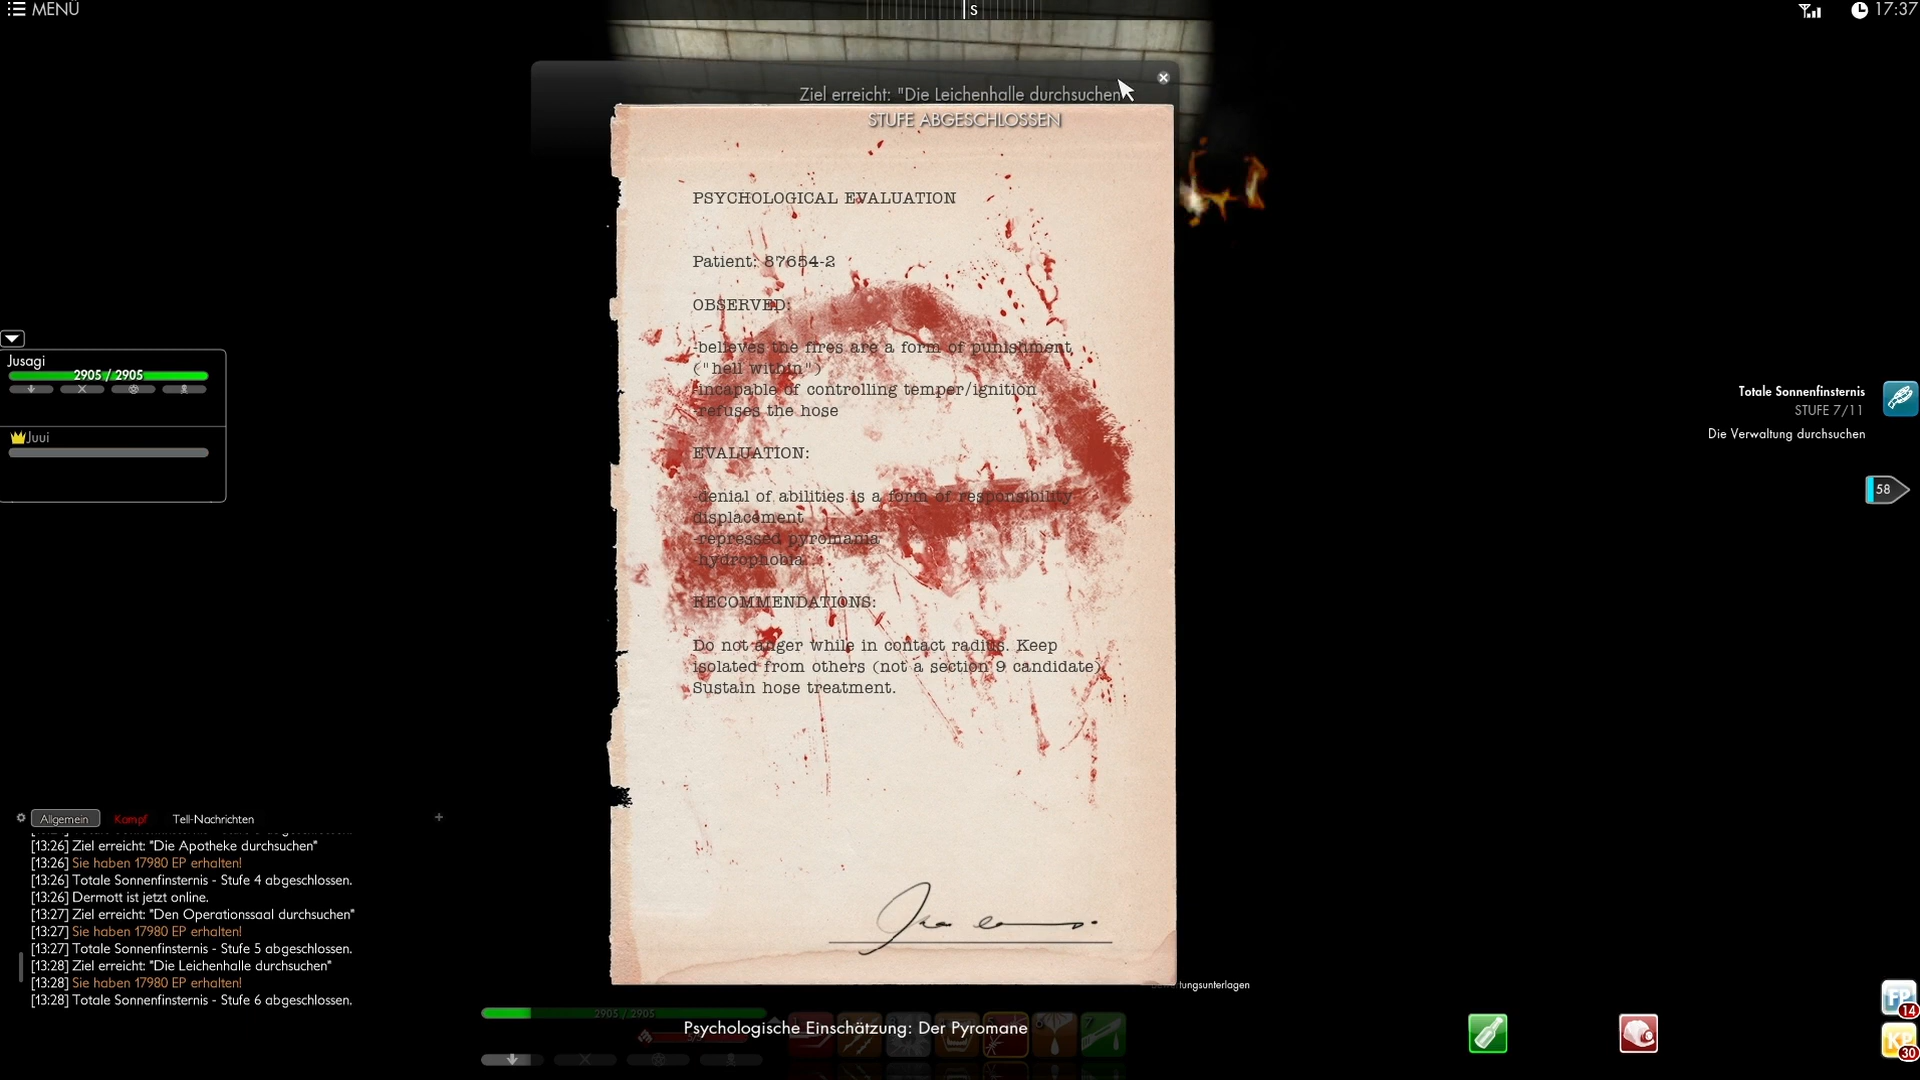 MENÜ
S
17:37
Ziel erreicht: "Die Leichenhalle durchsuchen"
STUFE ABGESCHLOSSEN
PSYCHOLOGICAL EVALUATION
Patient: 87654-2
OBSERVED:
-believes the fires are a form of punishment
("hell within")
-incapable of controlling temper/ignition
-refuses the hose
EVALUATION:
-denial of abilities is a form of responsibility
displacement
-repressed pyromania
-hydrophobia
RECOMMENDATIONS:
Do not anger while in contact radius. Keep
isolated from others (not a section 9 candidate).
Sustain hose treatment.
Jusagi
2905 / 2905
Juui
Totale Sonnenfinsternis
STUFE 7/11
Die Verwaltung durchsuchen
58
Allgemein
Kampf
Tell-Nachrichten
+
[13:26] Ziel erreicht: "Die Apotheke durchsuchen"
[13:26] Sie haben 17980 EP erhalten!
[13:26] Totale Sonnenfinsternis - Stufe 4 abgeschlossen.
[13:26] Dermott ist jetzt online.
[13:27] Ziel erreicht: "Den Operationssaal durchsuchen"
[13:27] Sie haben 17980 EP erhalten!
[13:27] Totale Sonnenfinsternis - Stufe 5 abgeschlossen.
[13:28] Ziel erreicht: "Die Leichenhalle durchsuchen"
[13:28] Sie haben 17980 EP erhalten!
[13:28] Totale Sonnenfinsternis - Stufe 6 abgeschlossen.
tungsunterlagen
2905 / 2905
Psychologische Einschätzung: Der Pyromane
7
FP
14
KP
30